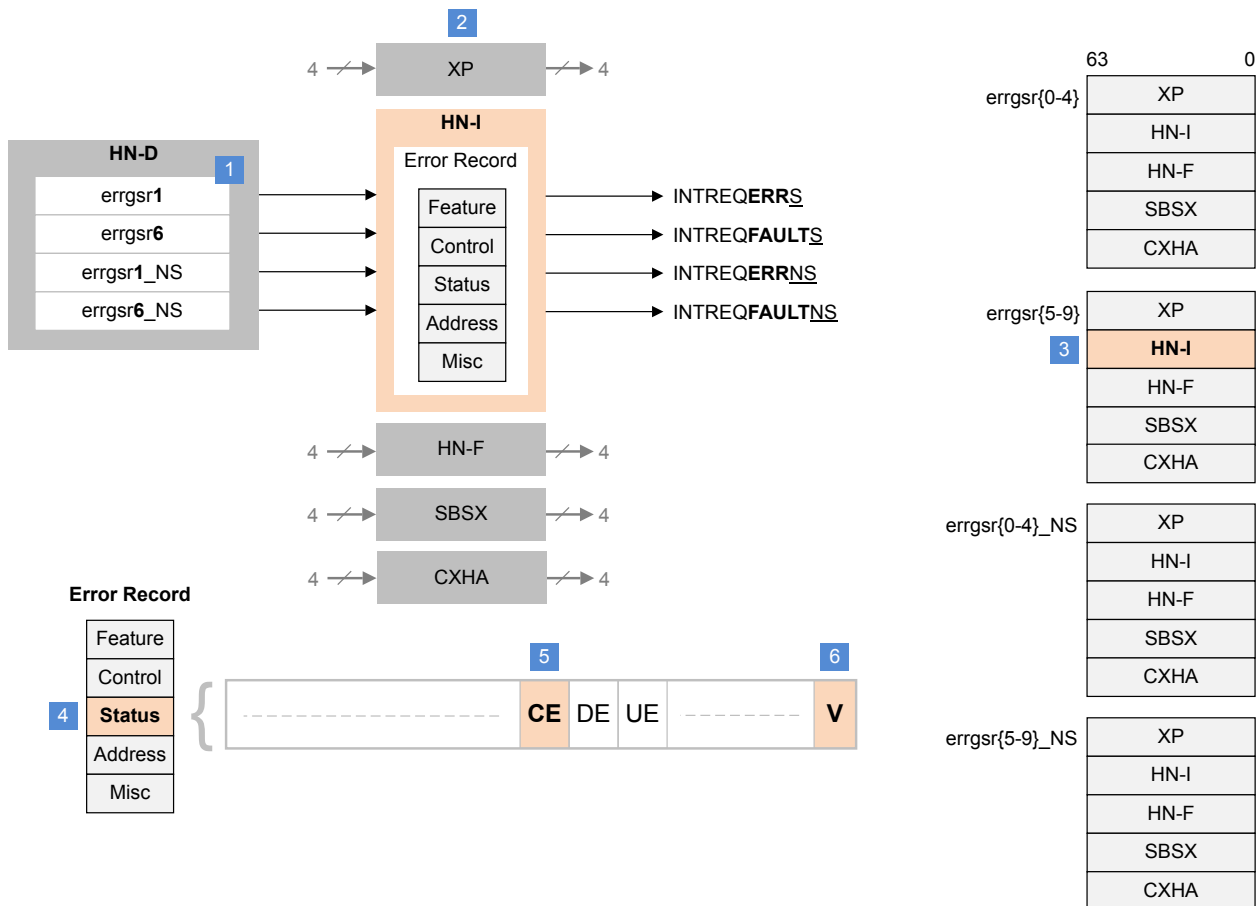 2
4
XP
4
HN-D
1
errgsr1
errgsr6
errgsr1_NS
errgsr6_NS
HN-I
Error Record
Feature
Control
Status
Address
Misc
INTREQERRS
INTREQFAULTS
INTREQERRNS
INTREQFAULTNS
4
HN-F
4
4
SBSX
4
4
CXHA
4
Error Record
Feature
Control
4
Status
Address
Misc
{
5
6
CE DE UE V
63 0
errgsr{0-4}
XP
HN-I
HN-F
SBSX
CXHA
errgsr{5-9}
XP
3
HN-I
HN-F
SBSX
CXHA
errgsr{0-4}_NS
XP
HN-I
HN-F
SBSX
CXHA
errgsr{5-9}_NS
XP
HN-I
HN-F
SBSX
CXHA